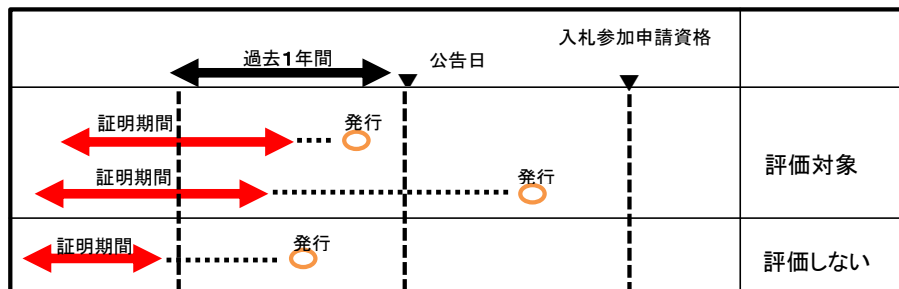 入札参加申請資格
過去1年間
公告日
証明期間
発行
証明期間
発行
評価対象
証明期間
発行
評価しない